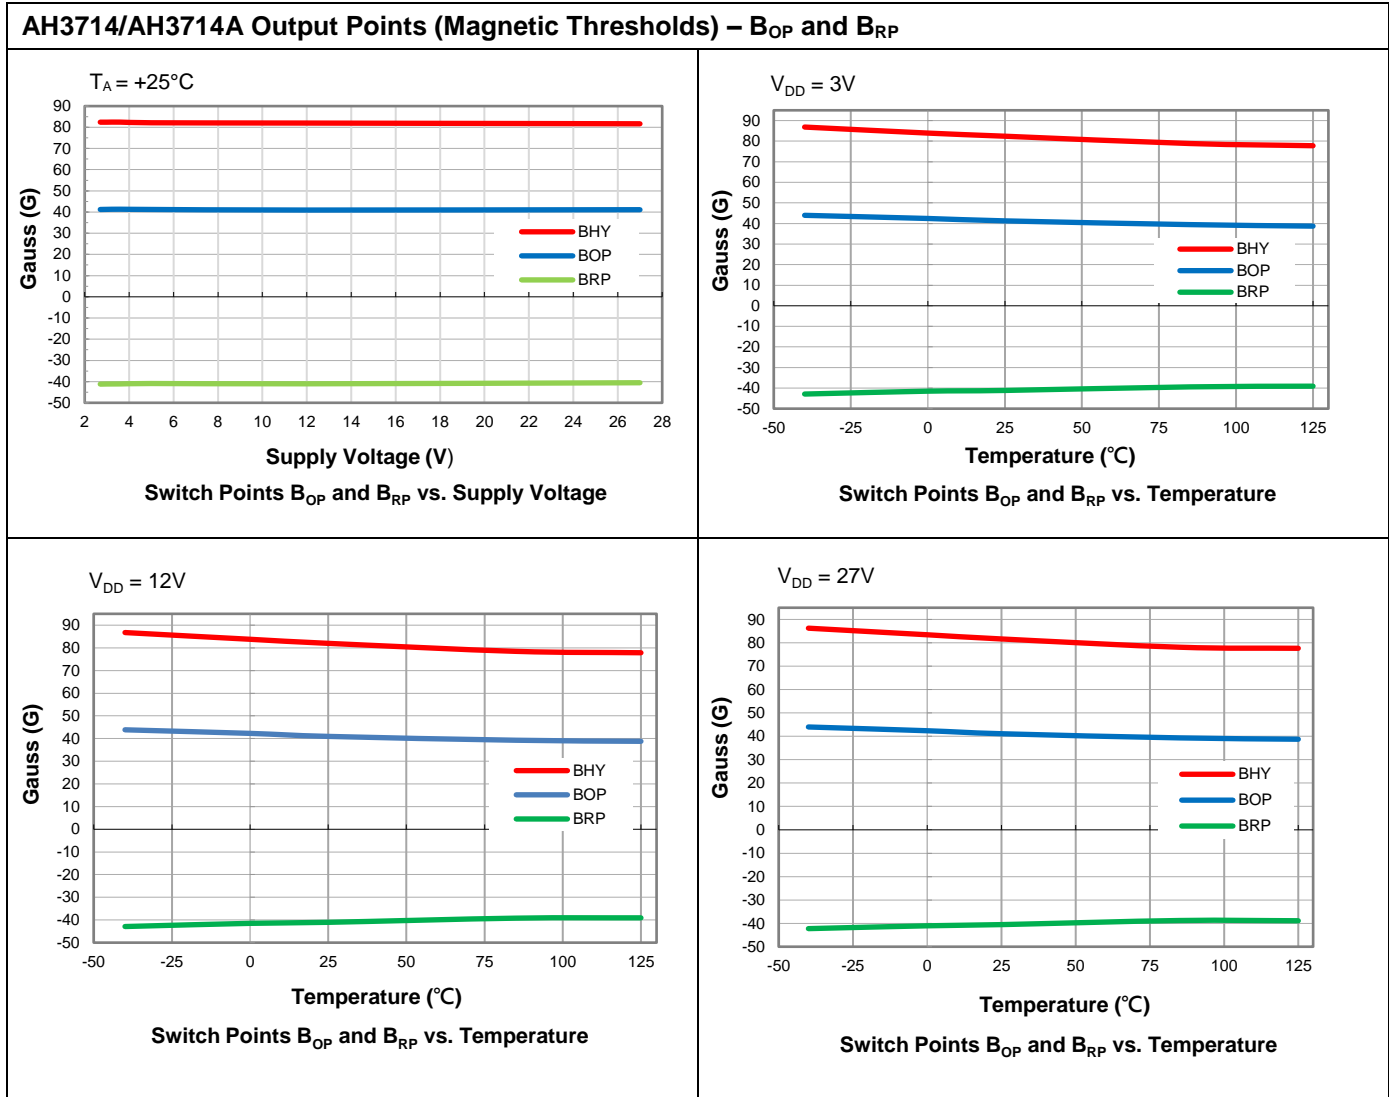 AH3714/AH3714A Output Points (Magnetic Thresholds) – BOP and BRP
TA = +25°C
90
80
70
60
50
40
30
20
10
0
-10
-20
-30
-40
-50
Gauss (G)
BHY
BOP
BRP
2 4 6 8 10 12 14 16 18 20 22 24 26 28
Supply Voltage (V)
Switch Points BOP and BRP vs. Supply Voltage
VDD = 3V
90
80
70
60
50
40
30
20
10
0
-10
-20
-30
-40
-50
Gauss (G)
BHY
BOP
BRP
-50 -25 0 25 50 75 100 125
Temperature (℃)
Switch Points BOP and BRP vs. Temperature
VDD = 12V
90
80
70
60
50
40
30
20
10
0
-10
-20
-30
-40
-50
Gauss (G)
BHY
BOP
BRP
-50 -25 0 25 50 75 100 125
Temperature (℃)
Switch Points BOP and BRP vs. Temperature
VDD = 27V
90
80
70
60
50
40
30
20
10
0
-10
-20
-30
-40
-50
Gauss (G)
BHY
BOP
BRP
-50 -25 0 25 50 75 100 125
Temperature (℃)
Switch Points BOP and BRP vs. Temperature